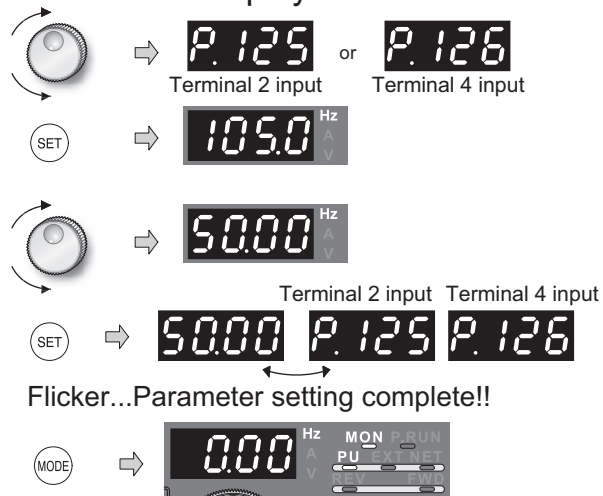 P.125 or P.126
Terminal 2 input Terminal 4 input
SET
105.0 Hz
A
V
50.00 Hz
A
V
Terminal 2 input Terminal 4 input
SET 50.00 P.125 P.126
Flicker...Parameter setting complete!!
MODE 0.00 Hz MON P.RUN
A PU EXT NET
V REV FWD